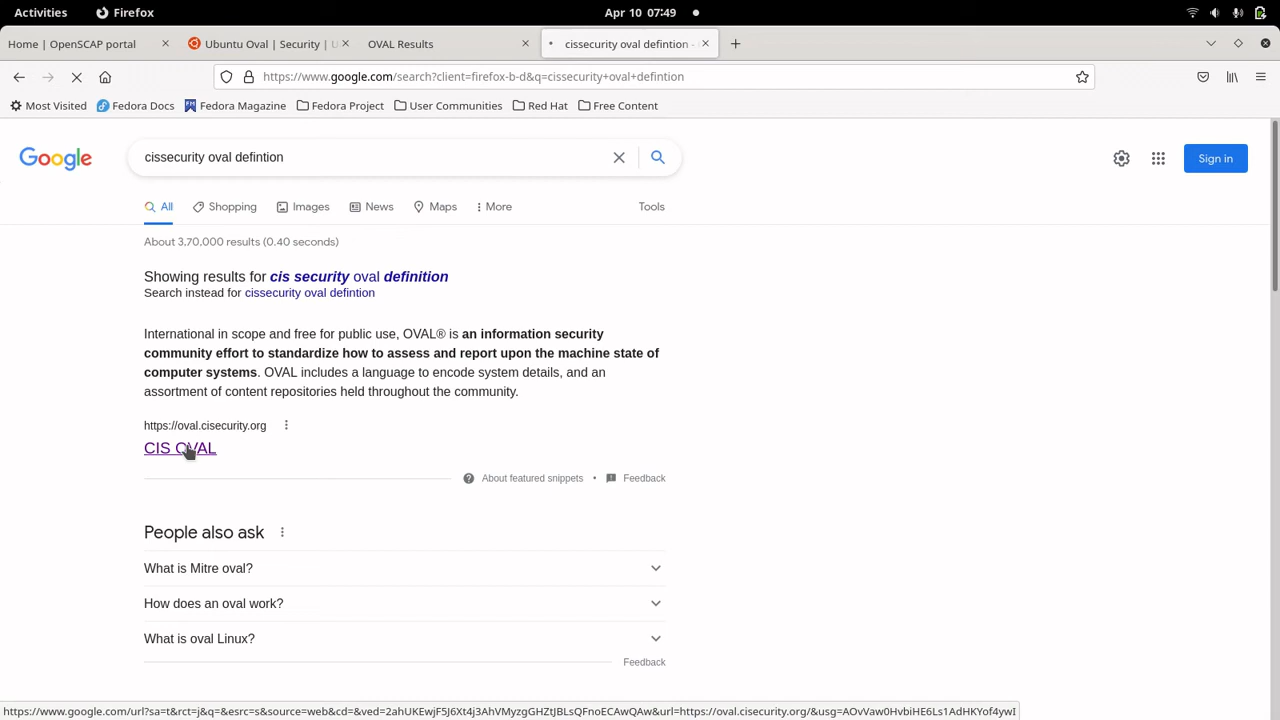 Activities Firefox Apr 10 07:49
Home | OpenSCAP portal Ubuntu Oval | Security | U OVAL Results cissecurity oval defintion -
https://www.google.com/search?client=firefox-b-d&q=cissecurity+oval+defintion
Most Visited Fedora Docs Fedora Magazine Fedora Project User Communities Red Hat Free Content
Google cissecurity oval defintion Sign in
All Shopping Images News Maps More Tools
About 3,70,000 results (0.40 seconds)
Showing results for cis security oval definition
Search instead for cissecurity oval defintion
International in scope and free for public use, OVAL® is an information security
community effort to standardize how to assess and report upon the machine state of
computer systems. OVAL includes a language to encode system details, and an
assortment of content repositories held throughout the community.
https://oval.cisecurity.org
CIS OVAL
About featured snippets • Feedback
People also ask
What is Mitre oval?
How does an oval work?
What is oval Linux?
Feedback
https://www.google.com/url?sa=t&rct=j&q=&esrc=s&source=web&cd=&ved=2ahUKEwjF5J6Xt4j3AhVMyzgGHZtJBLsQFnoECAwQAw&url=https://oval.cisecurity.org/&usg=AOvVaw0HvbiHE6Ls1AdHKYof4ywI